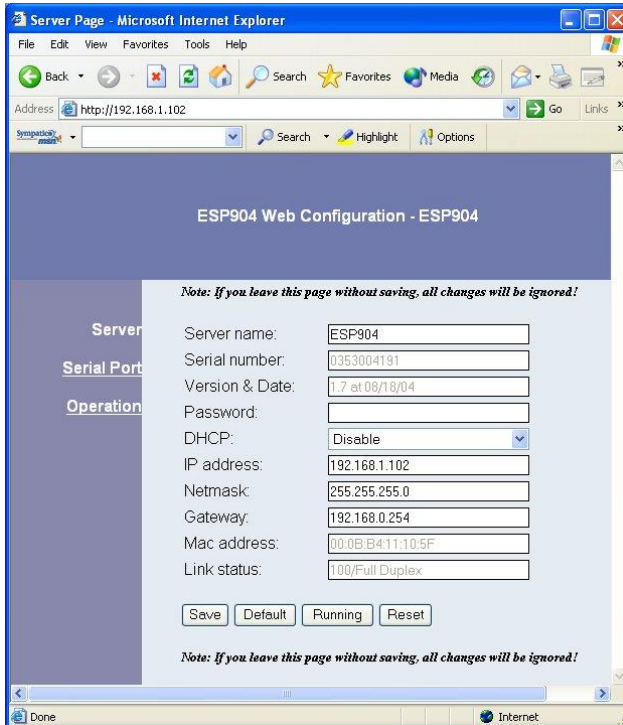 Server Page - Microsoft Internet Explorer
File Edit View Favorites Tools Help
Back Search Favorites Media
Address http://192.168.1.102 Go Links
Sympatico msn Search Highlight Options
ESP904 Web Configuration - ESP904
Note: If you leave this page without saving, all changes will be ignored!
Server
Serial Port
Operation
Server name: ESP904
Serial number: 0353004191
Version & Date: 1.7 at 08/18/04
Password:
DHCP: Disable
IP address: 192.168.1.102
Netmask: 255.255.255.0
Gateway: 192.168.0.254
Mac address: 00:0B:B4:11:10:5F
Link status: 100/Full Duplex
Save Default Running Reset
Note: If you leave this page without saving, all changes will be ignored!
Done Internet